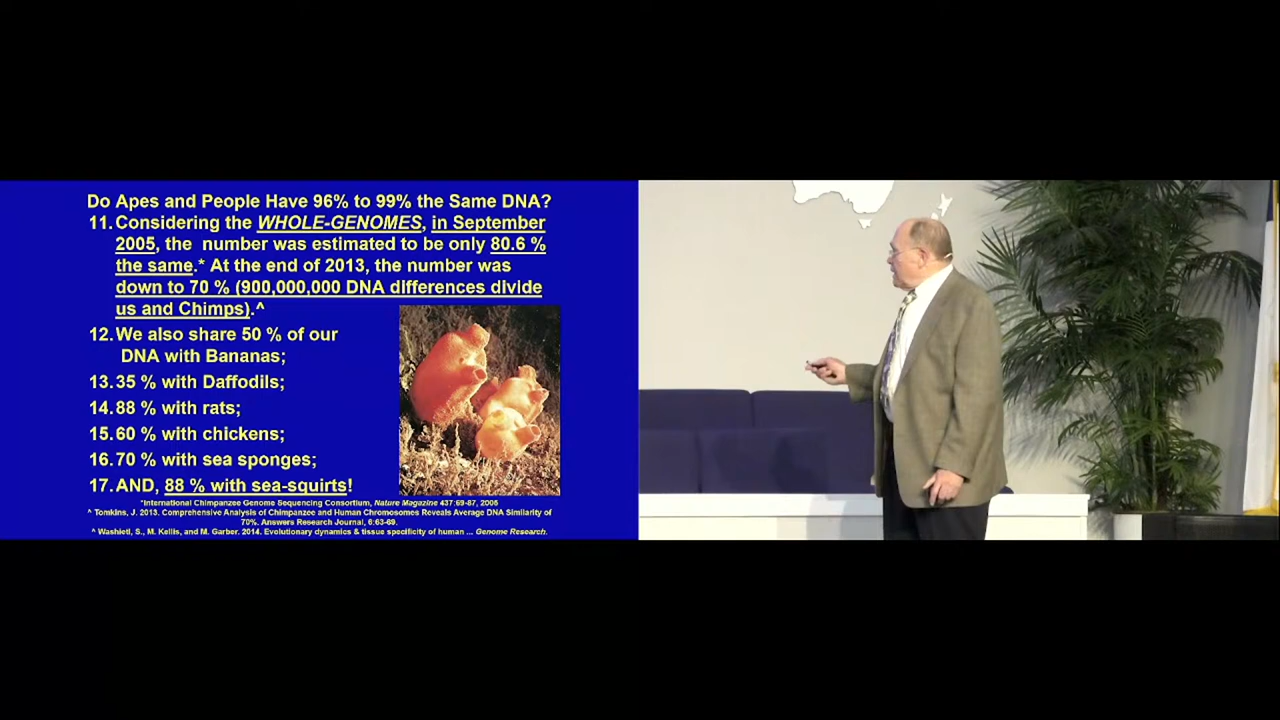 Do Apes and People Have 96% to 99% the Same DNA?
11. Considering the WHOLE-GENOMES, in September
2005, the number was estimated to be only 80.6 %
the same.* At the end of 2013, the number was
down to 70 % (900,000,000 DNA differences divide
us and Chimps).^
12. We also share 50 % of our
DNA with Bananas;
13. 35 % with Daffodils;
14. 88 % with rats;
15. 60 % with chickens;
16. 70 % with sea sponges;
17. AND, 88 % with sea-squirts!
*International Chimpanzee Genome Sequencing Consortium, Nature Magazine 437:69-87, 2005
^ Tomkins, J. 2013. Comprehensive Analysis of Chimpanzee and Human Chromosomes Reveals Average DNA Similarity of
70%. Answers Research Journal, 6:63-69.
^ Washietl, S., M. Kellis, and M. Garber. 2014. Evolutionary dynamics & tissue specificity of human ... Genome Research.